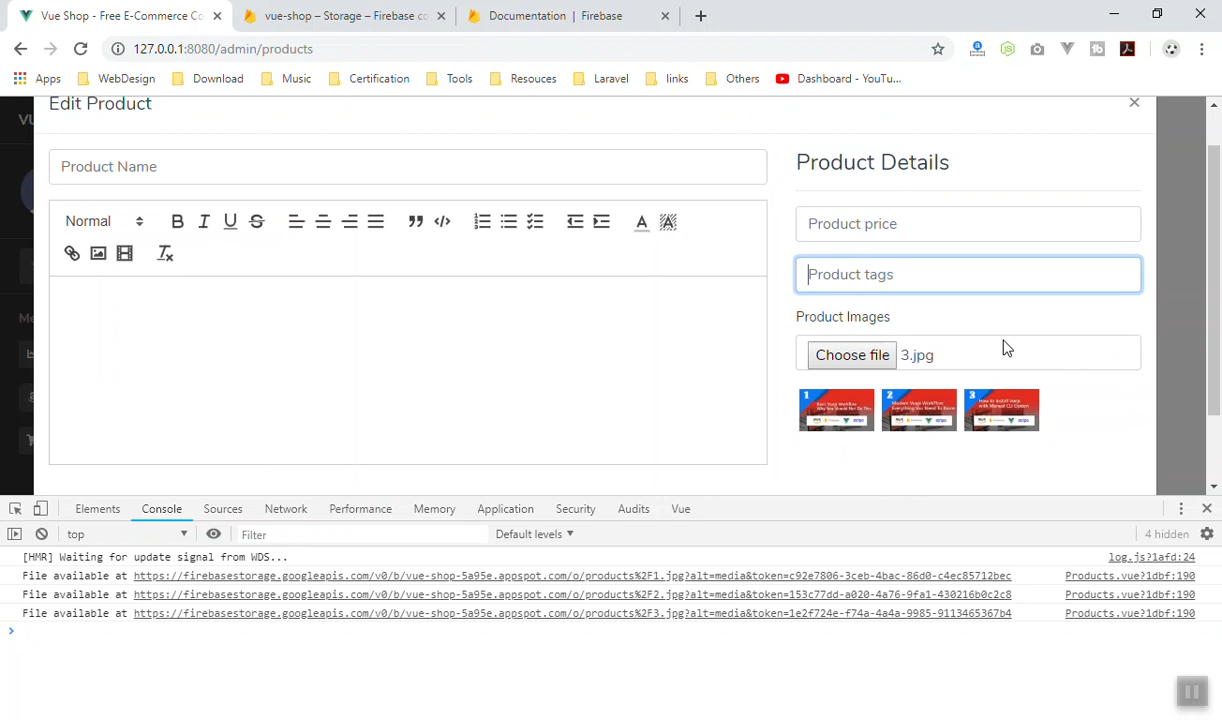 Vue Shop - Free E-Commerce Co
vue-shop – Storage – Firebase co
Documentation | Firebase
127.0.0.1:8080/admin/products
Apps WebDesign Download Music Certification Tools Resouces Laravel links Others Dashboard - YouTu...
Edit Product
Product Name
Normal
Product Details
Product price
Product tags
Product Images
Choose file 3.jpg
1
2
3
Elements Console Sources Network Performance Memory Application Security Audits Vue
top Filter Default levels 4 hidden
[HMR] Waiting for update signal from WDS... log.js?1afd:24
File available at https://firebasestorage.googleapis.com/v0/b/vue-shop-5a95e.appspot.com/o/products%2F1.jpg?alt=media&token=c92e7806-3ceb-4bac-86d0-c4ec85712bec Products.vue?1dbf:190
File available at https://firebasestorage.googleapis.com/v0/b/vue-shop-5a95e.appspot.com/o/products%2F2.jpg?alt=media&token=153c77dd-a020-4a76-9fa1-430216b0c2c8 Products.vue?1dbf:190
File available at https://firebasestorage.googleapis.com/v0/b/vue-shop-5a95e.appspot.com/o/products%2F3.jpg?alt=media&token=1e2f724e-f74a-4a4a-9985-9113465367b4 Products.vue?1dbf:190